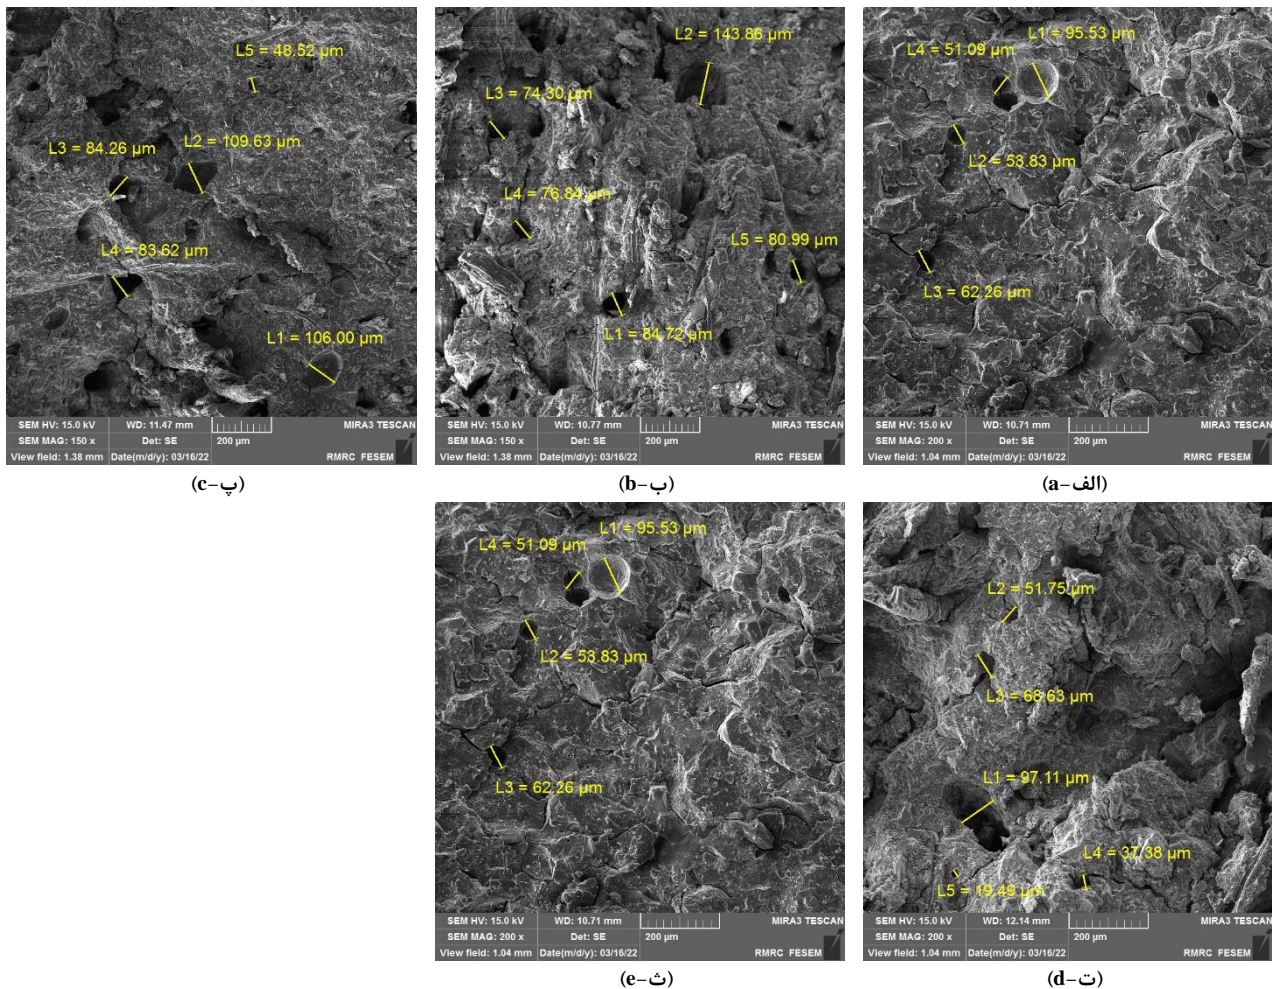 L5 = 48.52 µm
L2 = 109.63 µm
L3 = 84.26 µm
L4 = 83.62 µm
L1 = 106.00 µm
SEM HV: 15.0 kV WD: 11.47 mm MIRA3 TESCAN
SEM MAG: 150 x Det: SE 200 µm
View field: 1.38 mm Date(m/d/y): 03/16/22 RMRC FESEM
(c-پ)
L2 = 143.86 µm
L3 = 74.30 µm
L4 = 76.84 µm
L5 = 80.99 µm
L1 = 84.72 µm
SEM HV: 15.0 kV WD: 10.77 mm MIRA3 TESCAN
SEM MAG: 150 x Det: SE 200 µm
View field: 1.38 mm Date(m/d/y): 03/16/22 RMRC FESEM
(b-ب)
L1 = 95.53 µm
L4 = 51.09 µm
L2 = 53.83 µm
L3 = 62.26 µm
SEM HV: 15.0 kV WD: 10.71 mm MIRA3 TESCAN
SEM MAG: 200 x Det: SE 200 µm
View field: 1.04 mm Date(m/d/y): 03/16/22 RMRC FESEM
(a-الف)
L1 = 95.53 µm
L4 = 51.09 µm
L2 = 53.83 µm
L3 = 62.26 µm
SEM HV: 15.0 kV WD: 10.71 mm MIRA3 TESCAN
SEM MAG: 200 x Det: SE 200 µm
View field: 1.04 mm Date(m/d/y): 03/16/22 RMRC FESEM
(e-ث)
L2 = 51.75 µm
L3 = 68.63 µm
L1 = 97.11 µm
L4 = 37.38 µm
L5 = 19.49 µm
SEM HV: 15.0 kV WD: 12.14 mm MIRA3 TESCAN
SEM MAG: 200 x Det: SE 200 µm
View field: 1.04 mm Date(m/d/y): 03/16/22 RMRC FESEM
(d-ت)